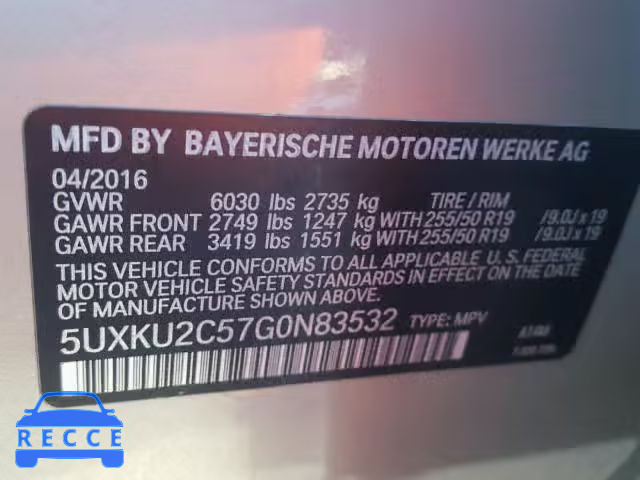 MFD BY BAYERISCHE MOTOREN WERKE AG
04/2016
GVWR 6030 lbs 2735 kg TIRE / RIM
GAWR FRONT 2749 lbs 1247 kg WITH 255/50 R19 /9.0J x 19
GAWR REAR 3419 lbs 1551 kg WITH 255/50 R19 /9.0J x 19
THIS VEHICLE CONFORMS TO ALL APPLICABLE U. S. FEDERAL
MOTOR VEHICLE SAFETY STANDARDS IN EFFECT ON THE DATE
OF MANUFACTURE SHOWN ABOVE.
5UXKU2C57G0N83532 TYPE: MPV
RECCE